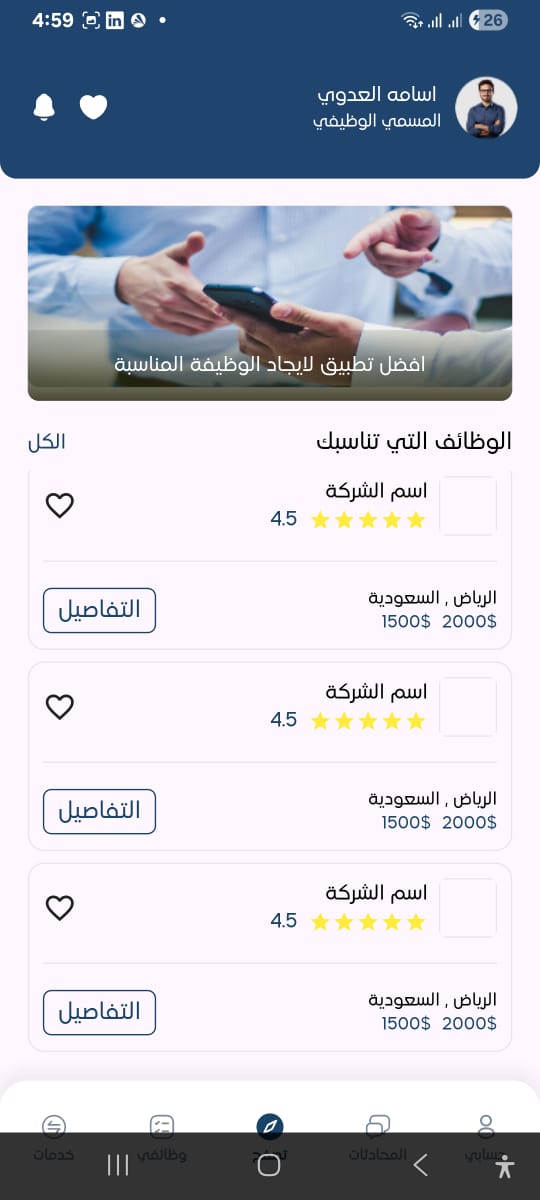 4:59
26
اسامه العدوي
المسمي الوظيفي
افضل تطبيق لايجاد الوظيفة المناسبة
الوظائف التي تناسبك
الكل
اسم الشركة
4.5
الرياض , السعودية
1500$ 2000$
التفاصيل
اسم الشركة
4.5
الرياض , السعودية
1500$ 2000$
التفاصيل
اسم الشركة
4.5
الرياض , السعودية
1500$ 2000$
التفاصيل
حسابي
المحادثات
تصفح
وظائفي
خدمات